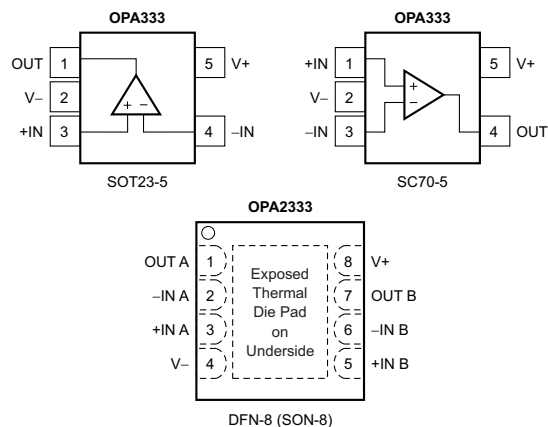 OPA333
OUT 1
V– 2
+IN 3
5 V+
4 –IN
+ –
SOT23-5
OPA333
+IN 1
V– 2
–IN 3
5 V+
4 OUT
+
–
SC70-5
OPA2333
OUT A 1
–IN A 2
+IN A 3
V– 4
Exposed
Thermal
Die Pad
on
Underside
8 V+
7 OUT B
6 –IN B
5 +IN B
DFN-8 (SON-8)